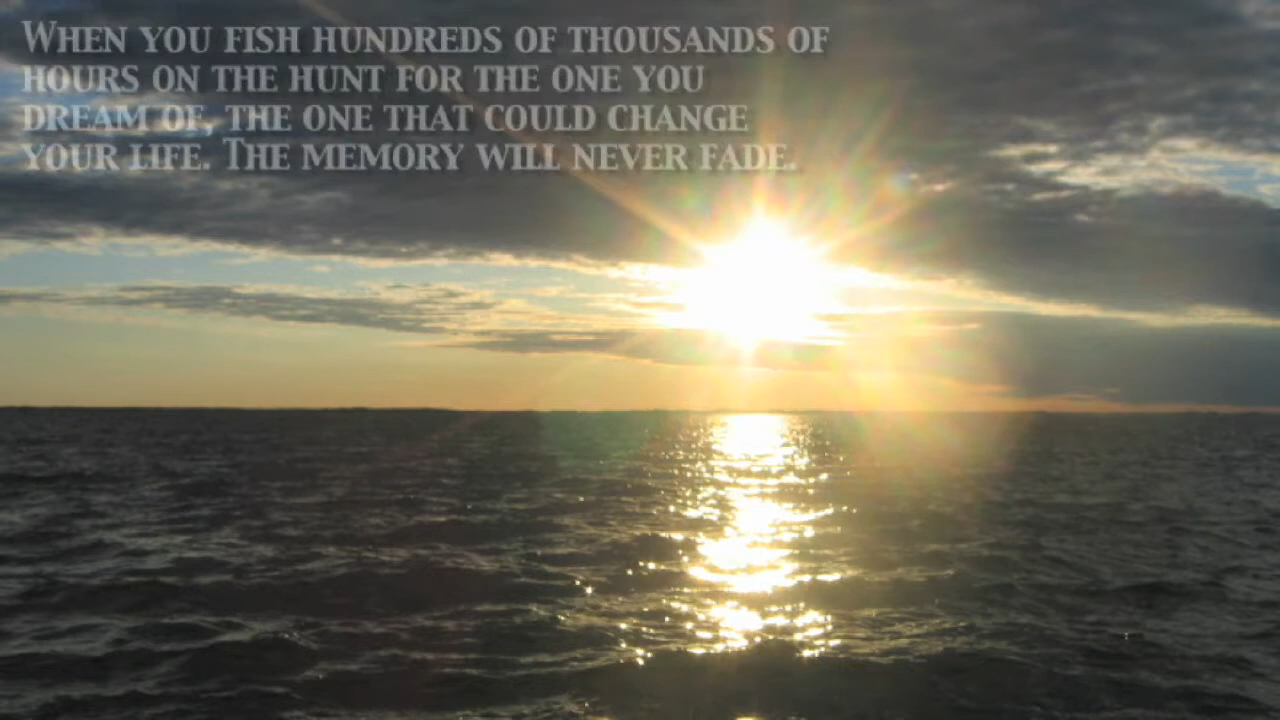 When you fish hundreds of thousands of
hours on the hunt for the one you
dream of, the one that could change
your life. The memory will never fade.